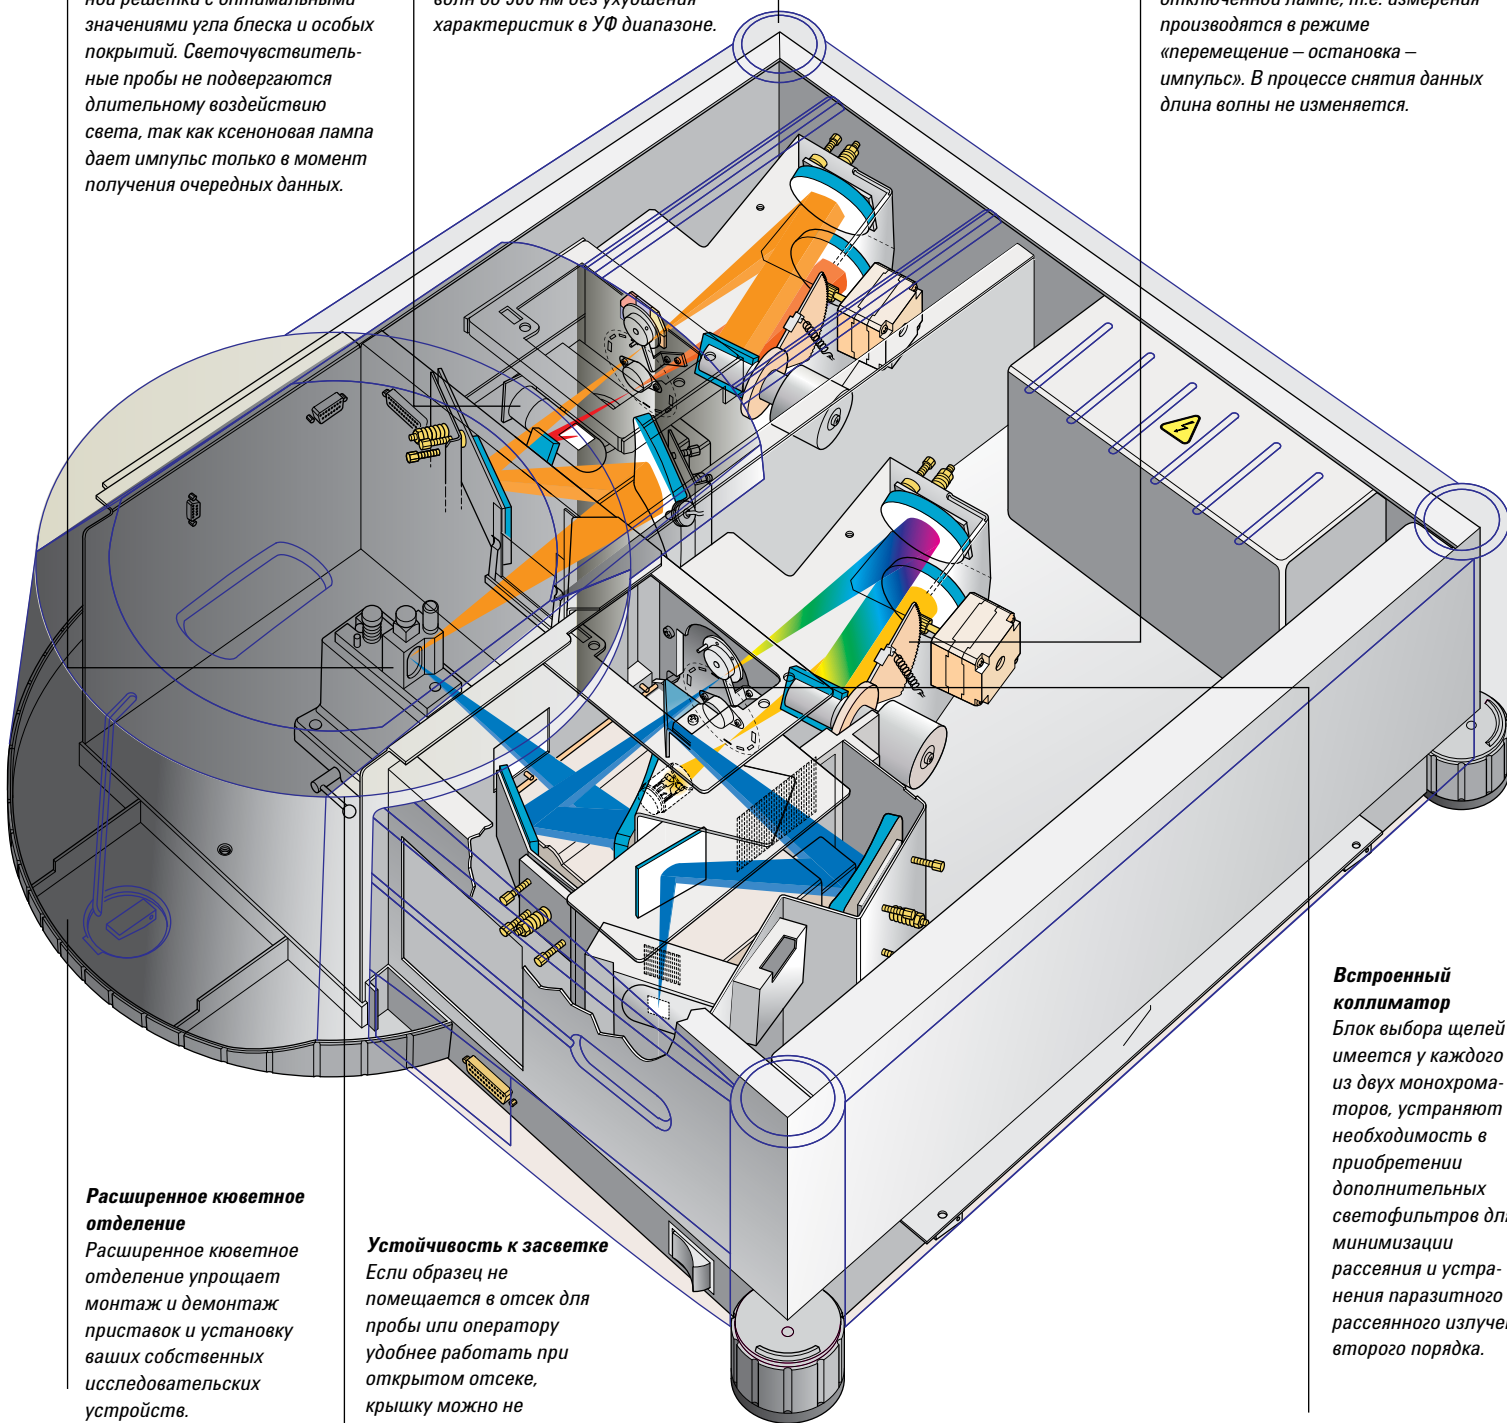 значениями угла блеска и особых
покрытий. Светочувствитель-
ные пробы не подвергаются
длительному воздействию
света, так как ксеноновая лампа
дает импульс только в момент
получения очередных данных.
характеристик в УФ диапазоне.
производятся в режиме
«перемещение – остановка –
импульс». В процессе снятия данных
длина волны не изменяется.
Встроенный
коллиматор
Блок выбора щелей
имеется у каждого
из двух монохрома-
торов, устраняют
необходимость в
приобретении
дополнительных
светофильтров для
минимизации
рассеяния и устра-
нения паразитного
рассеянного
второго порядка.
Расширенное кюветное
отделение
Расширенное кюветное
отделение упрощает
монтаж и демонтаж
приставок и установку
ваших собственных
исследовательских
устройств.
Устойчивость к засветке
Если образец не
помещается в отсек для
пробы или оператору
удобнее работать при
открытом отсеке,
крышку можно не